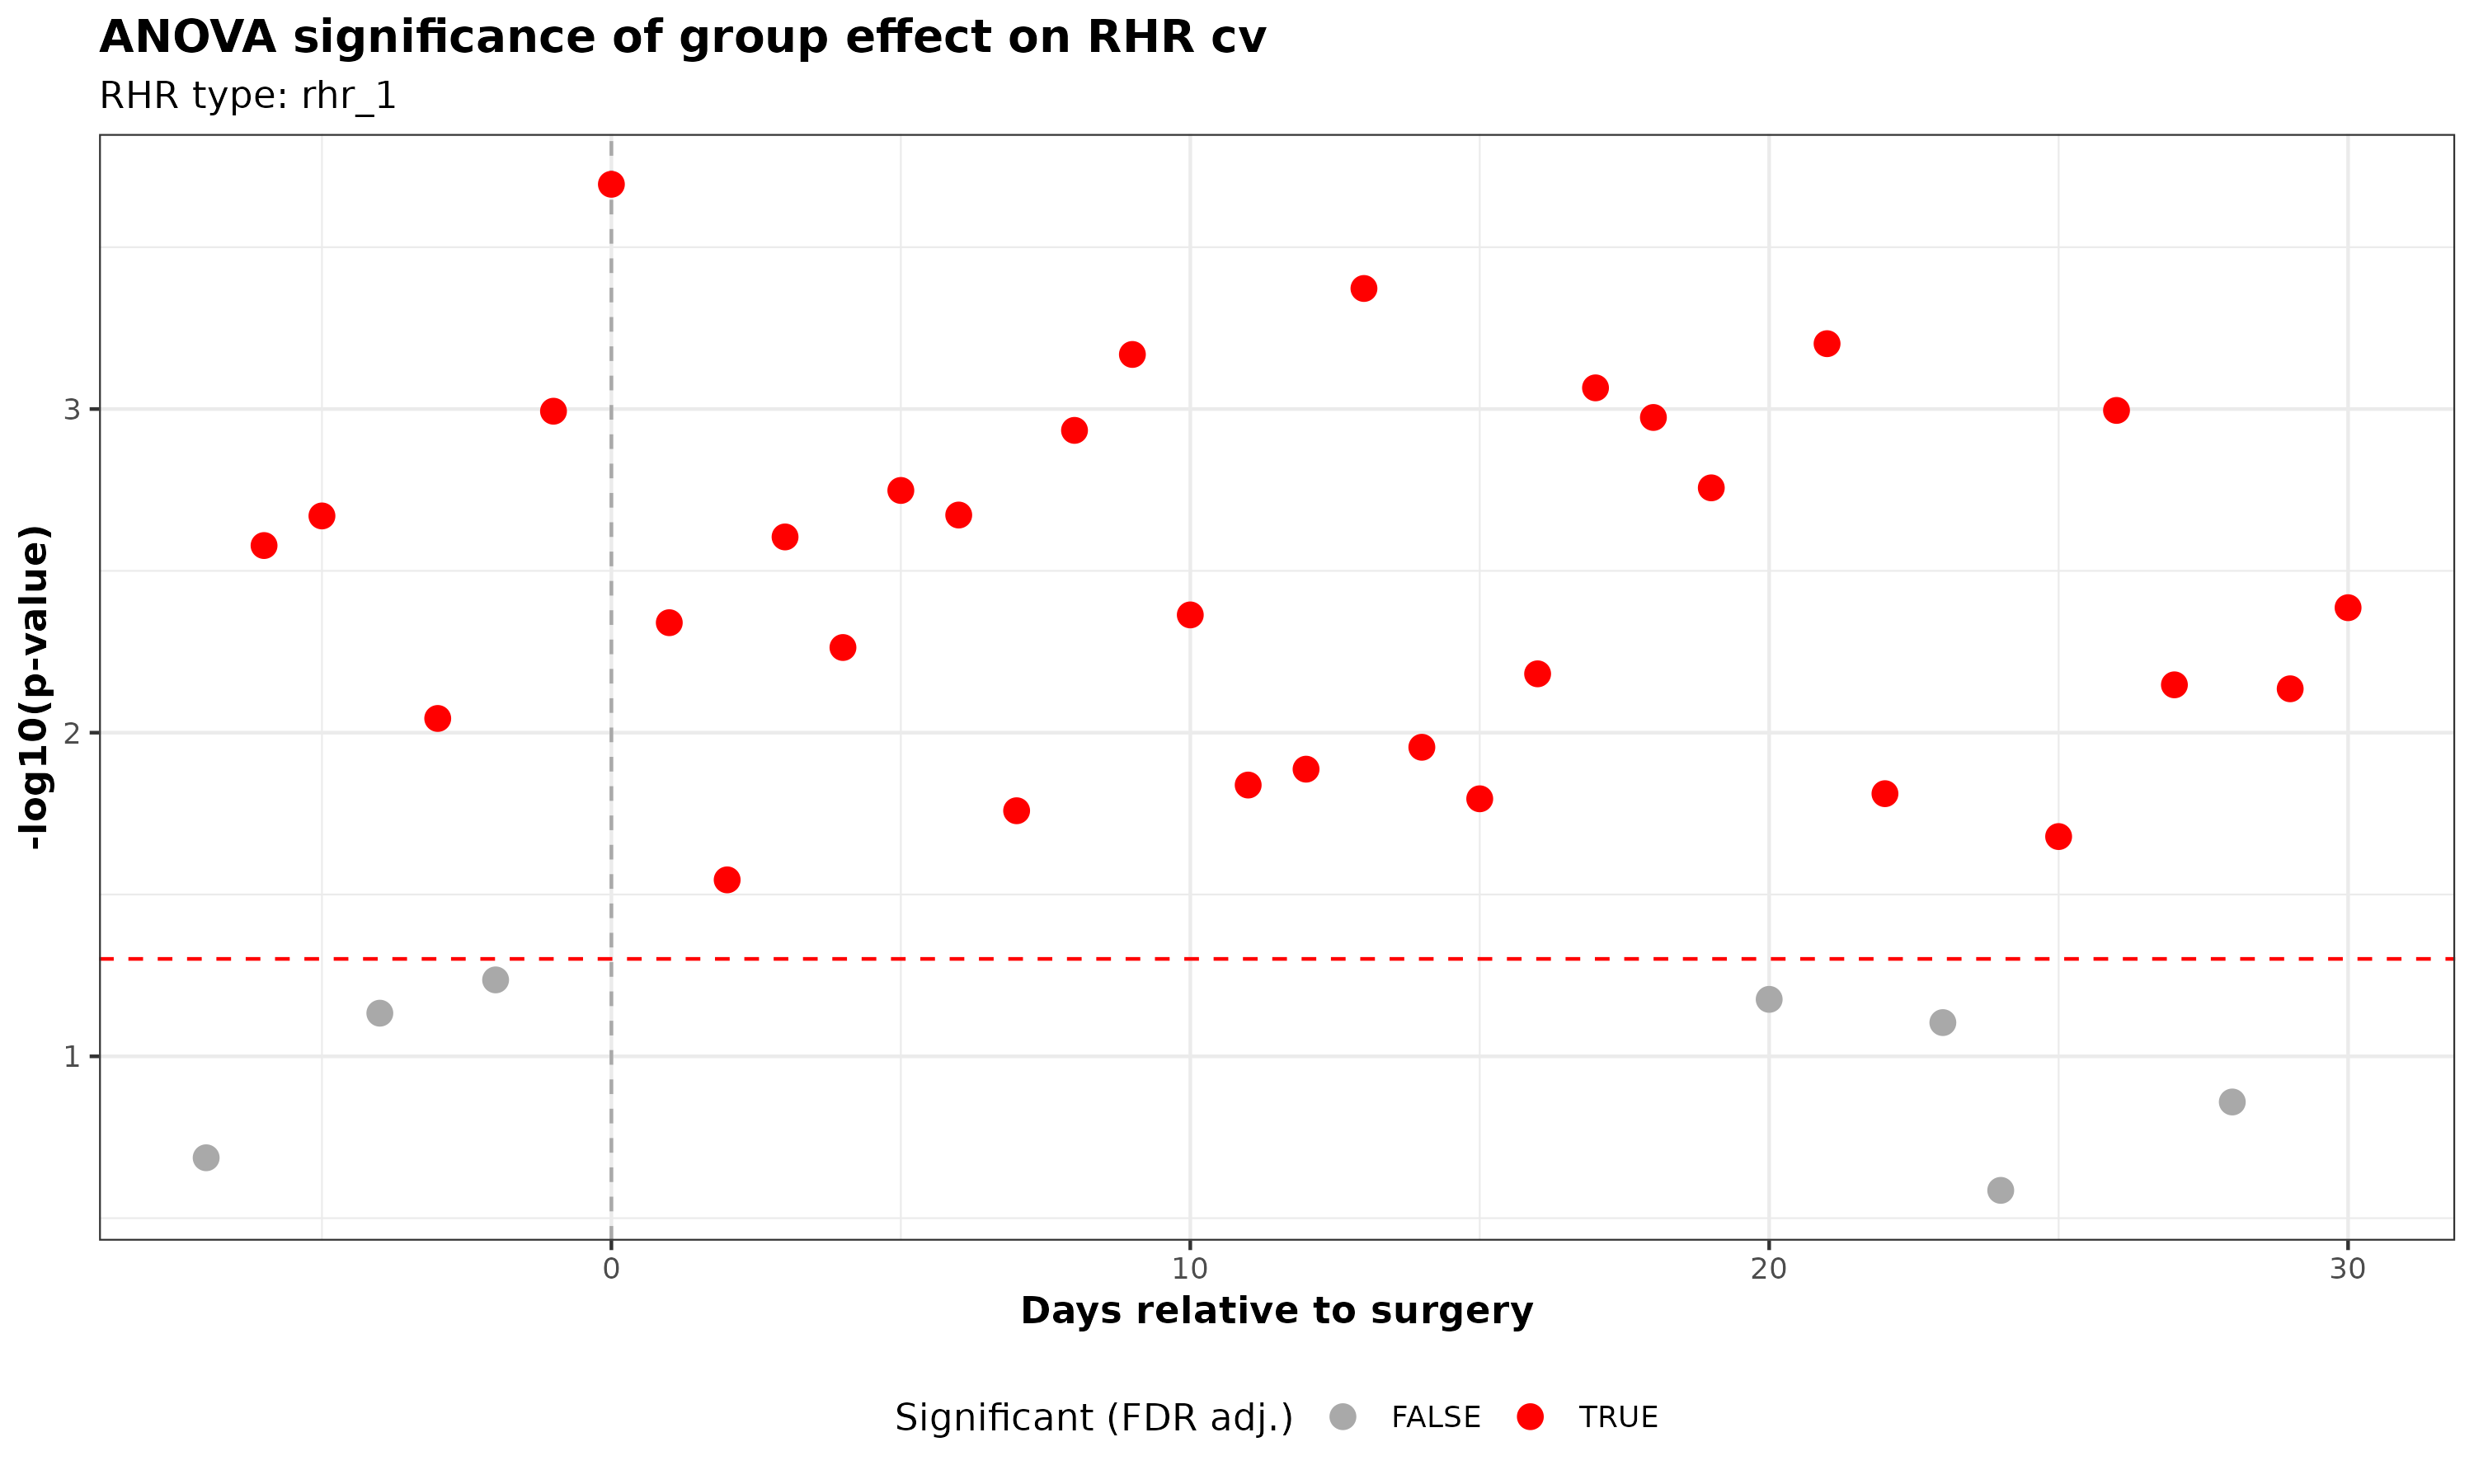 ANOVA significance of group effect on RHR cv
RHR type: rhr_1
-log10(p-value)
3
2
1
0 10 20 30
Days relative to surgery
Significant (FDR adj.) FALSE TRUE